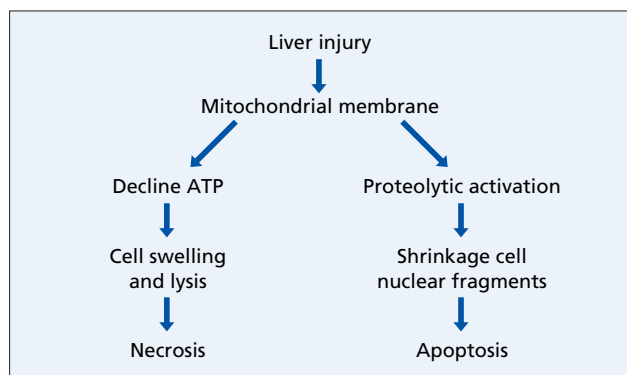 Liver injury
Mitochondrial membrane
Decline ATP
Proteolytic activation
Cell swelling
and lysis
Shrinkage cell
nuclear fragments
Necrosis
Apoptosis